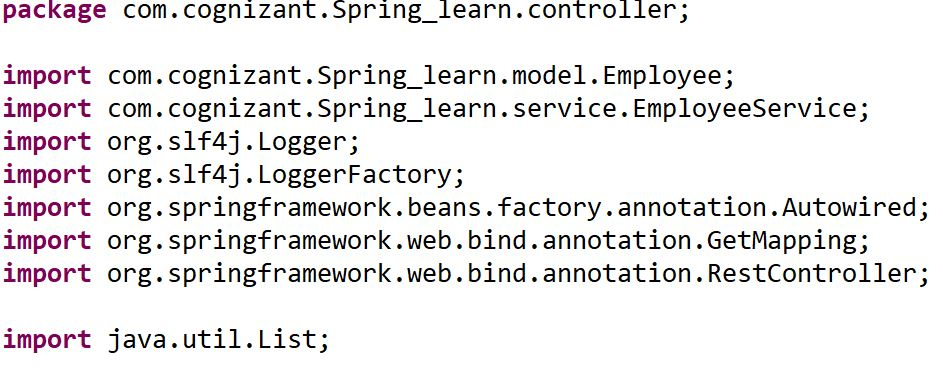 package com.cognizant.Spring_learn.controller;
import com.cognizant.Spring_learn.model.Employee;
import com.cognizant.Spring_learn.service.EmployeeService;
import org.slf4j.Logger;
import org.slf4j.LoggerFactory;
import org.springframework.beans.factory.annotation.Autowired;
import org.springframework.web.bind.annotation.GetMapping;
import org.springframework.web.bind.annotation.RestController;
import java.util.List;